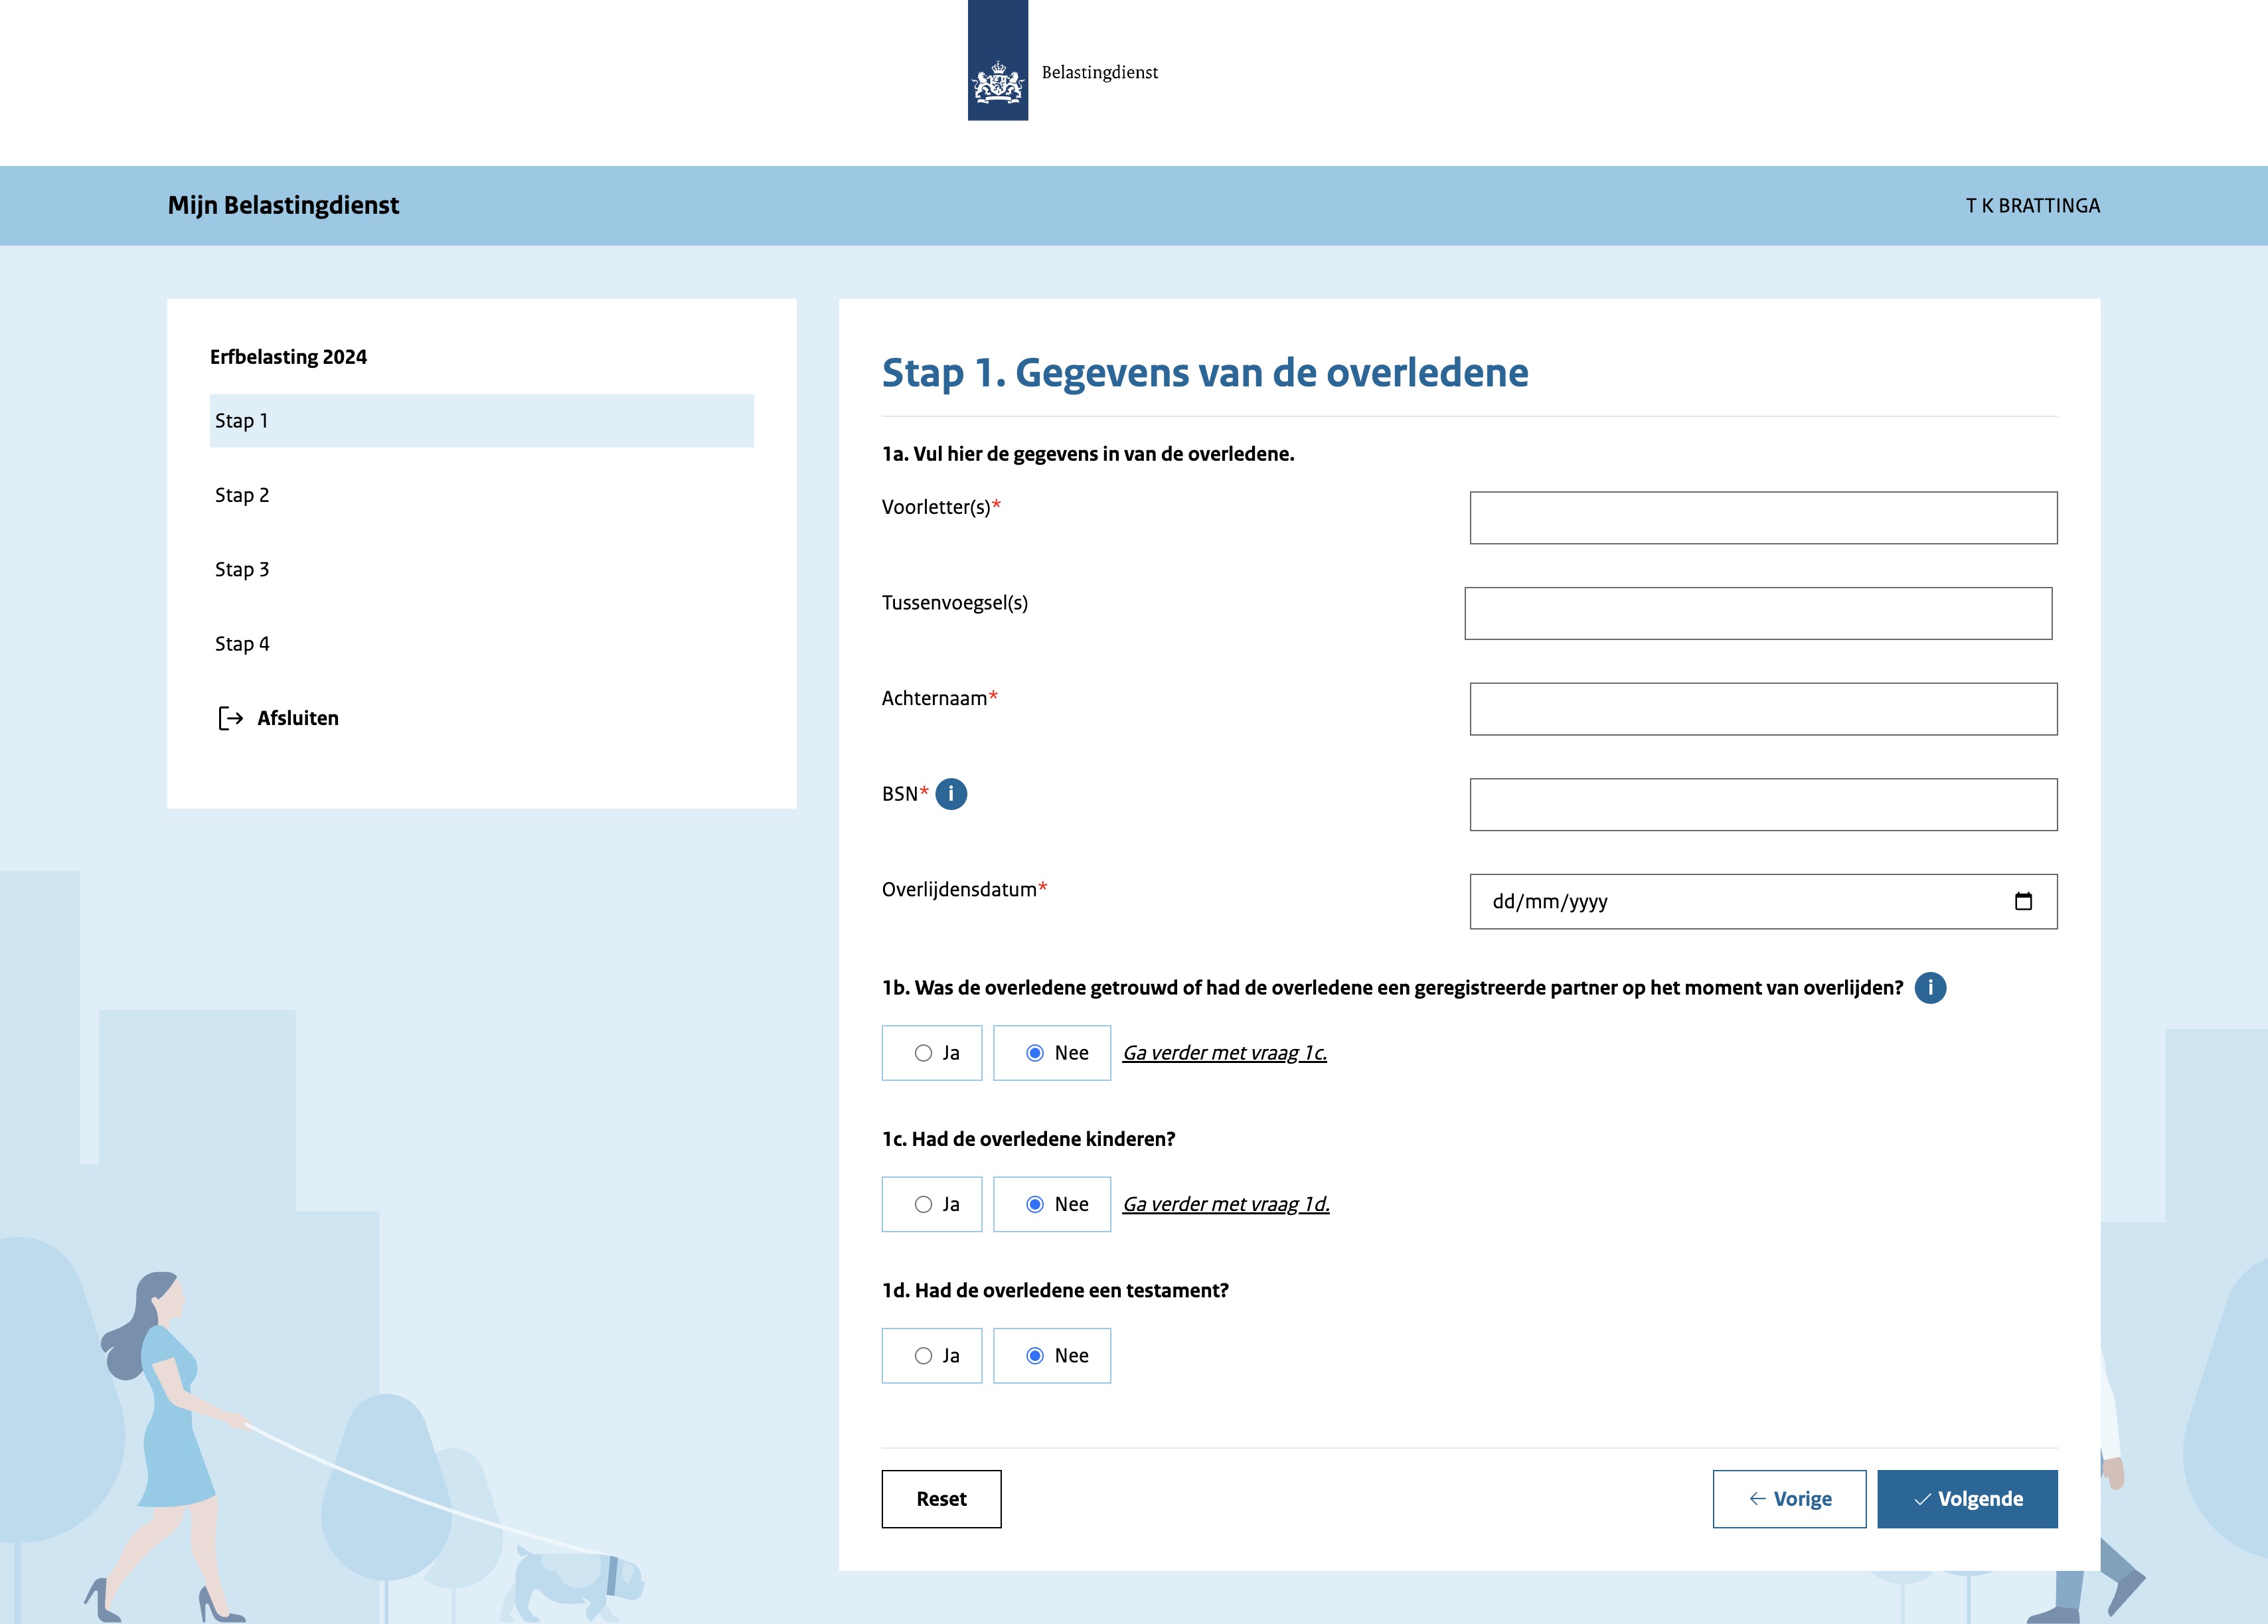 Belastingdienst
Mijn Belastingdienst
T K BRATTINGA
Erfbelasting 2024
Stap 1
Stap 2
Stap 3
Stap 4
Afsluiten
Stap 1. Gegevens van de overledene
1a. Vul hier de gegevens in van de overledene.
Voorletter(s)*
Tussenvoegsel(s)
Achternaam*
BSN* i
Overlijdensdatum*
dd/mm/yyyy
1b. Was de overledene getrouwd of had de overledene een geregistreerde partner op het moment van overlijden? i
Ja Nee Ga verder met vraag 1c.
1c. Had de overledene kinderen?
Ja Nee Ga verder met vraag 1d.
1d. Had de overledene een testament?
Ja Nee
Reset
Vorige
Volgende